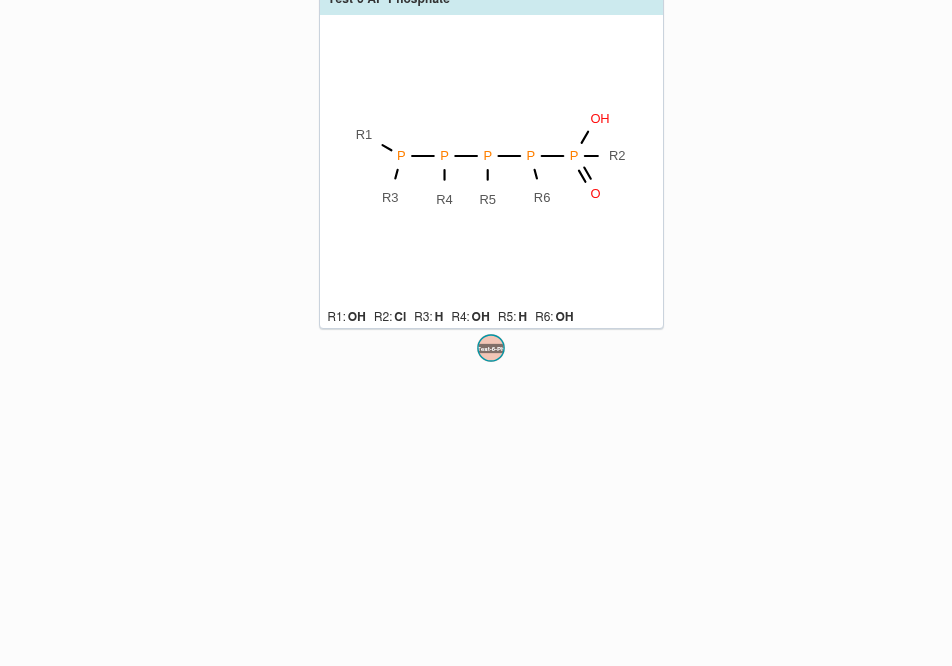 Test-6-AP-Phosphate
OH
R1
P P P P P R2
R3 R4 R5 R6 O
R1: OH R2: Cl R3: H R4: OH R5: H R6: OH
Test-6-P